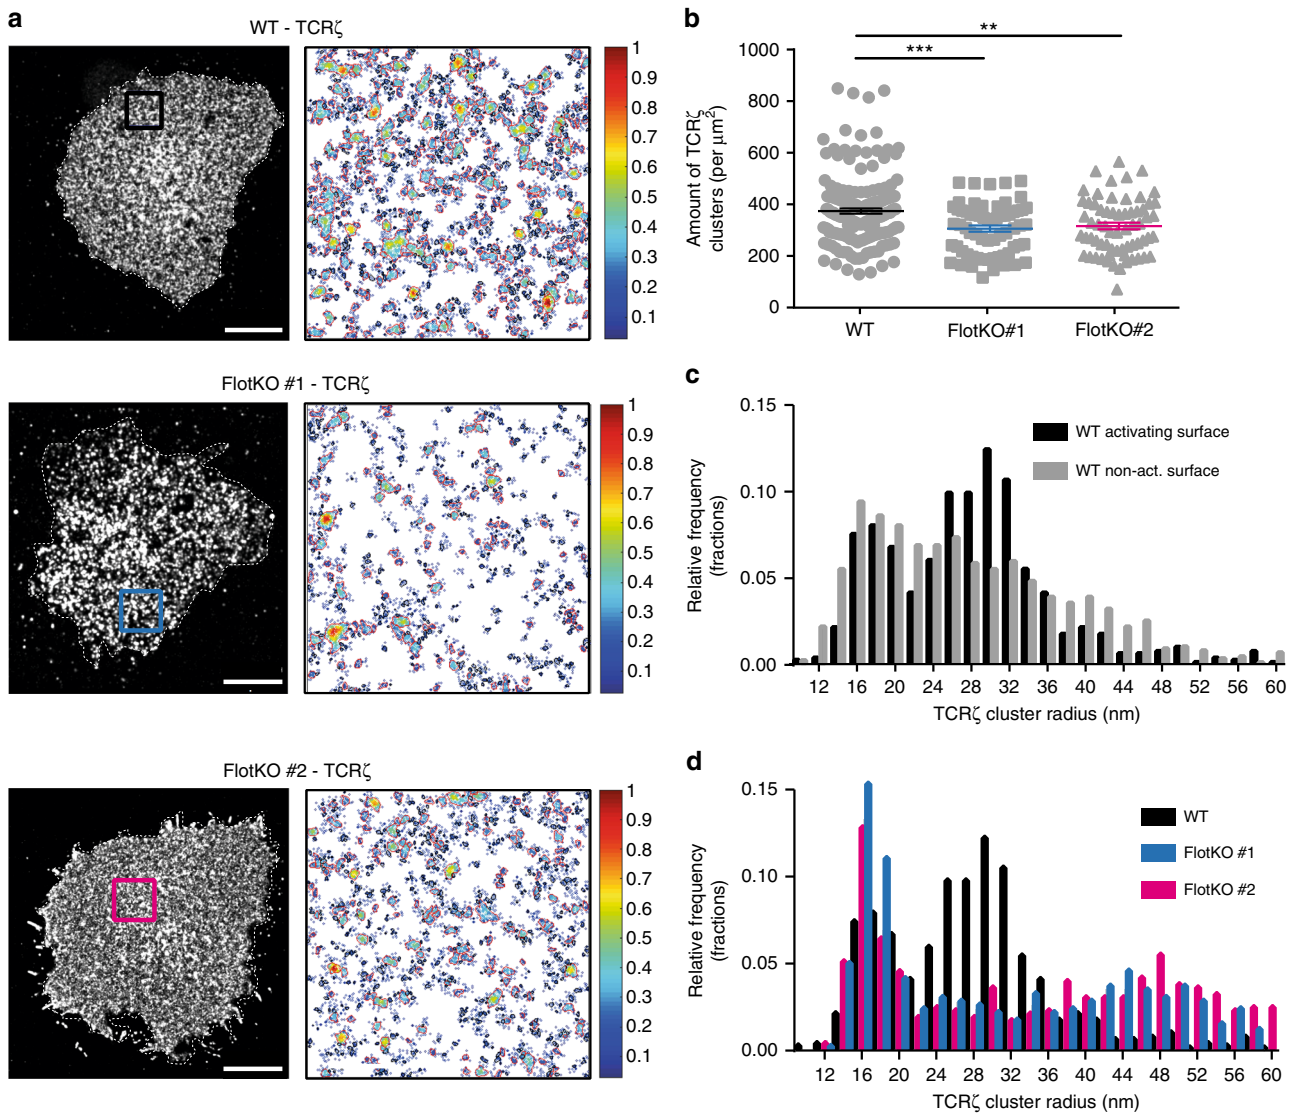 a
WT - TCRζ
1
0.9
0.8
0.7
0.6
0.5
0.4
0.3
0.2
0.1
FlotKO #1 - TCRζ
1
0.9
0.8
0.7
0.6
0.5
0.4
0.3
0.2
0.1
FlotKO #2 - TCRζ
1
0.9
0.8
0.7
0.6
0.5
0.4
0.3
0.2
0.1
b
Amount of TCRζ
clusters (per μm²)
1000
800
600
400
200
0
***
**
WT
FlotKO#1
FlotKO#2
c
Relative frequency
(fractions)
0.15
0.10
0.05
0.00
WT activating surface
WT non-act. surface
12 16 20 24 28 32 36 40 44 48 52 56 60
TCRζ cluster radius (nm)
d
Relative frequency
(fractions)
0.15
0.10
0.05
0.00
WT
FlotKO #1
FlotKO #2
12 16 20 24 28 32 36 40 44 48 52 56 60
TCRζ cluster radius (nm)